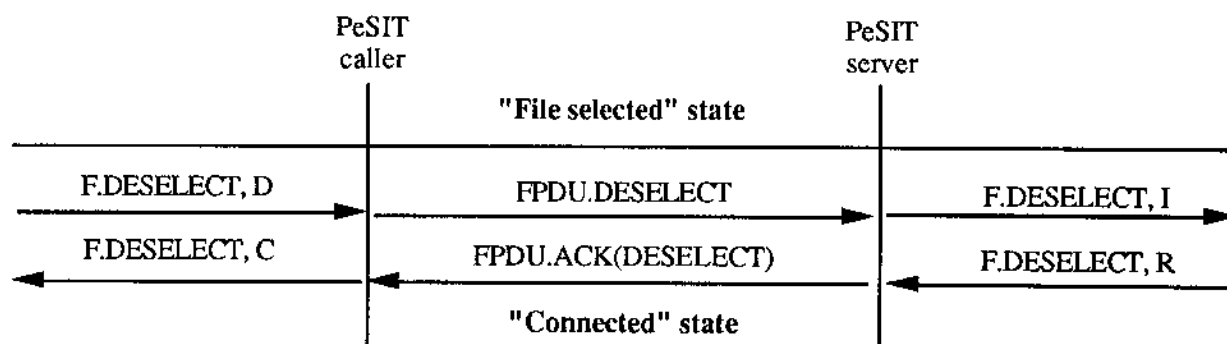 PeSIT
caller
PeSIT
server
"File selected" state
F.DESELECT, D
FPDU.DESELECT
F.DESELECT, I
F.DESELECT, C
FPDU.ACK(DESELECT)
F.DESELECT, R
"Connected" state